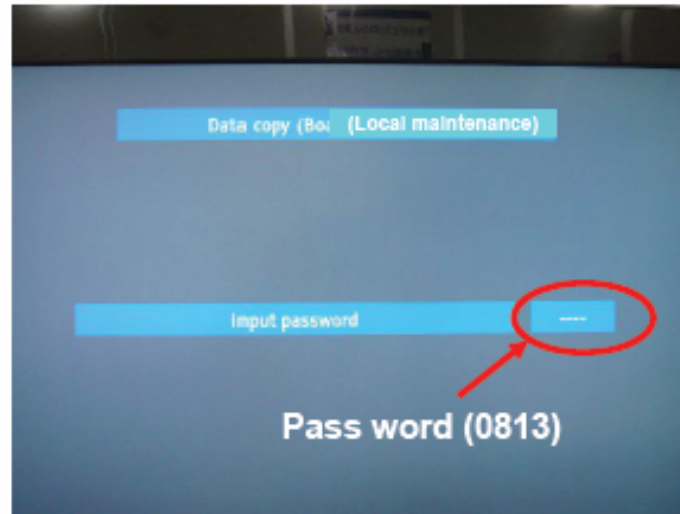 Data copy (Boa (Local maintenance)
Input password ----
Pass word (0813)